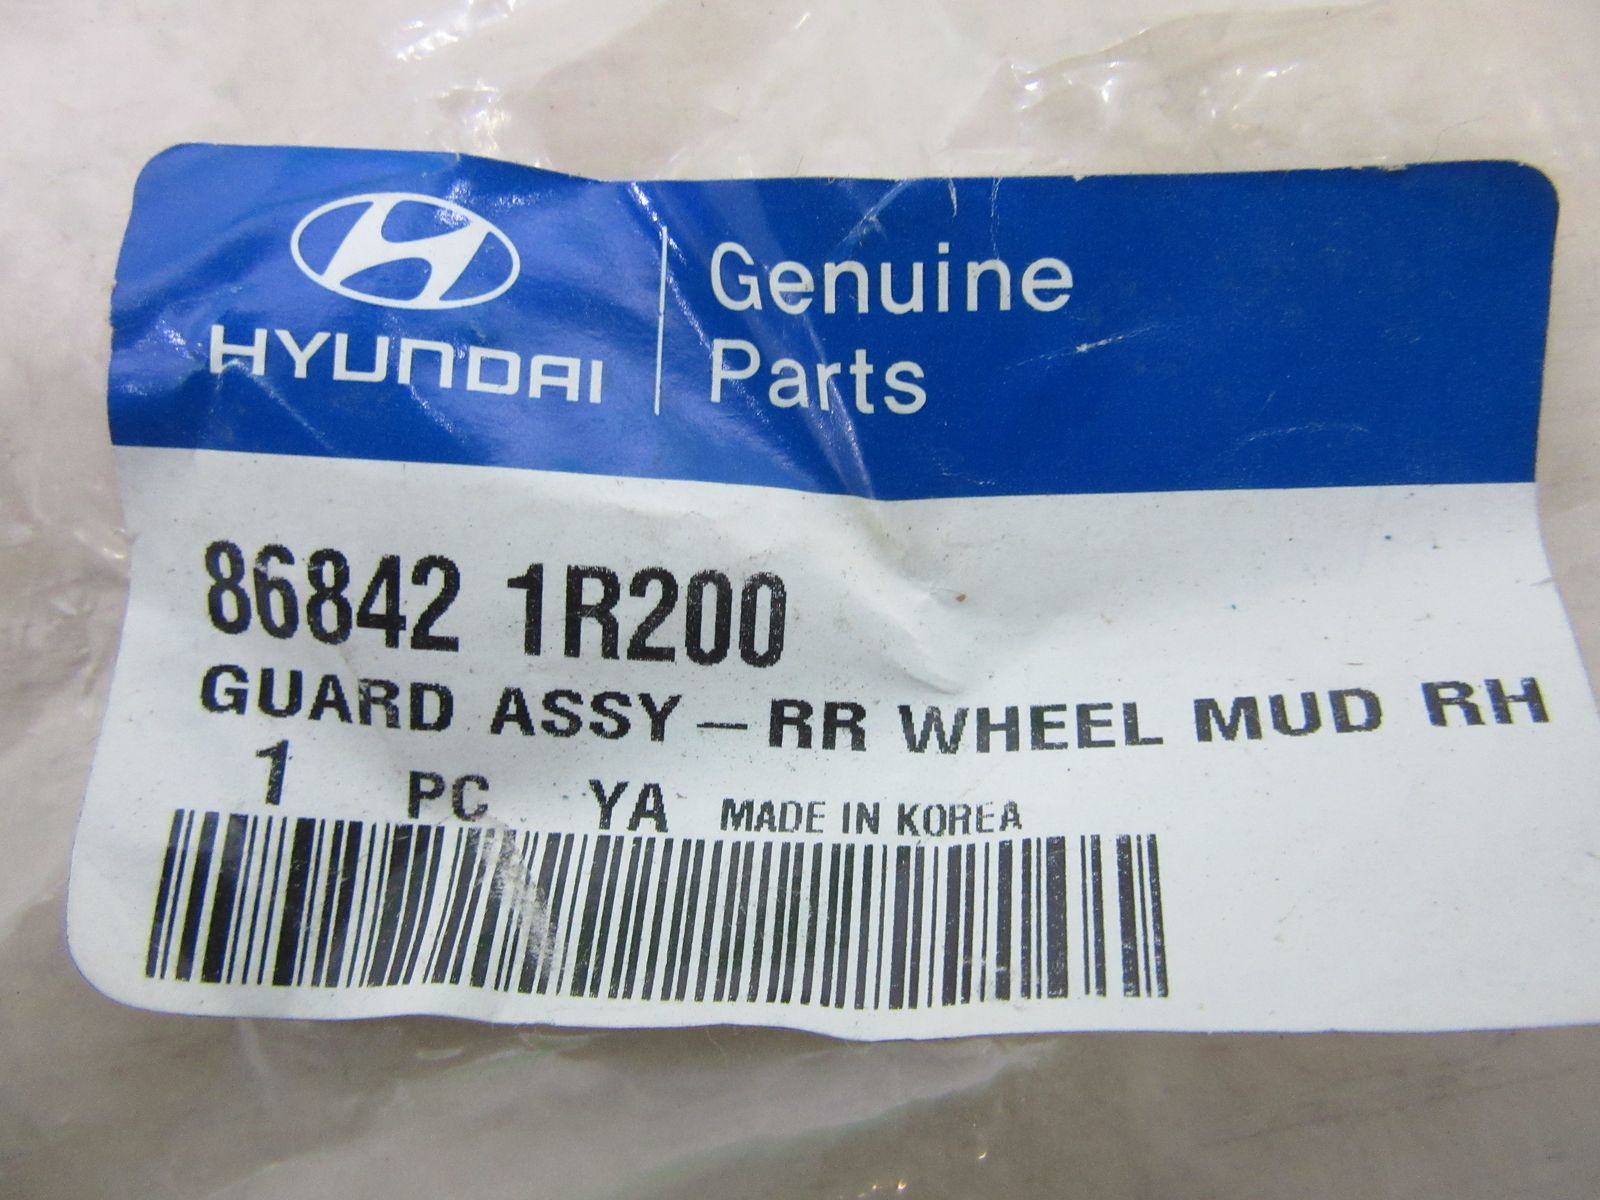 HYUNDAI
Genuine
Parts
86842 1R200
GUARD ASSY-RR WHEEL MUD RH
1 PC YA MADE IN KOREA